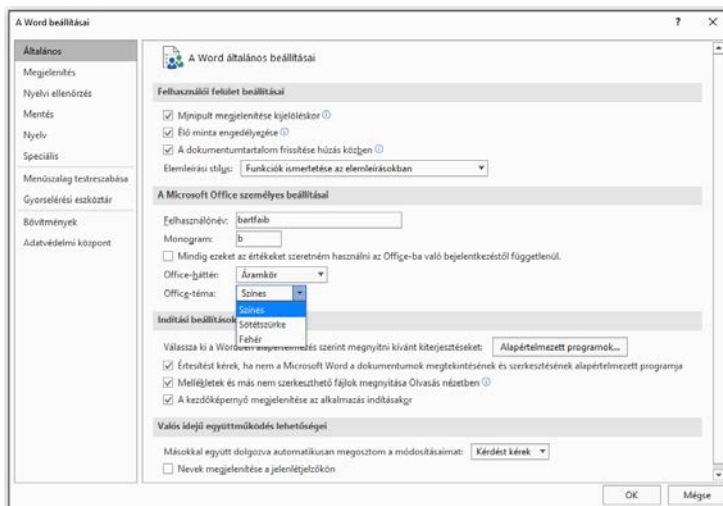 A Word beállításai
?
Általános
Megjelenítés
Nyelvi ellenőrzés
Mentés
Nyelv
Speciális
Menüszalag testreszabása
Gyorselérési eszköztár
Bővítmények
Adatvédelmi központ
A Word általános beállításai
Felhasználói felület beállításai
Minipult megjelenítése kijelöléskor
Élő minta engedélyezése
A dokumentumtartalom frissítése húzás közben
Elemleírási stílus: Funkciók ismertetése az elemleírásokban
A Microsoft Office személyes beállításai
Felhasználónév: bartfaib
Monogram: b
Mindig ezeket az értékeket szeretném használni az Office-ba való bejelentkezéstől függetlenül.
Office-háttér: Áramkör
Office-téma: Színes
Színes
Sötétszürke
Fehér
Indítási beállítások
Válassza ki a Wordben alapértelmezés szerint megnyitni kívánt kiterjesztéseket: Alapértelmezett programok...
Értesítést kérek, ha nem a Microsoft Word a dokumentumok megtekintésének és szerkesztésének alapértelmezett programja
Mellékletek és más nem szerkeszthető fájlok megnyitása Olvasás nézetben
A kezdőképernyő megjelenítése az alkalmazás indításakor
Valós idejű együttműködés lehetőségei
Másokkal együtt dolgozva automatikusan megosztom a módosításaimat: Kérdést kérek
Nevek megjelenítése a jelenlétjelzőkön
OK
Mégse